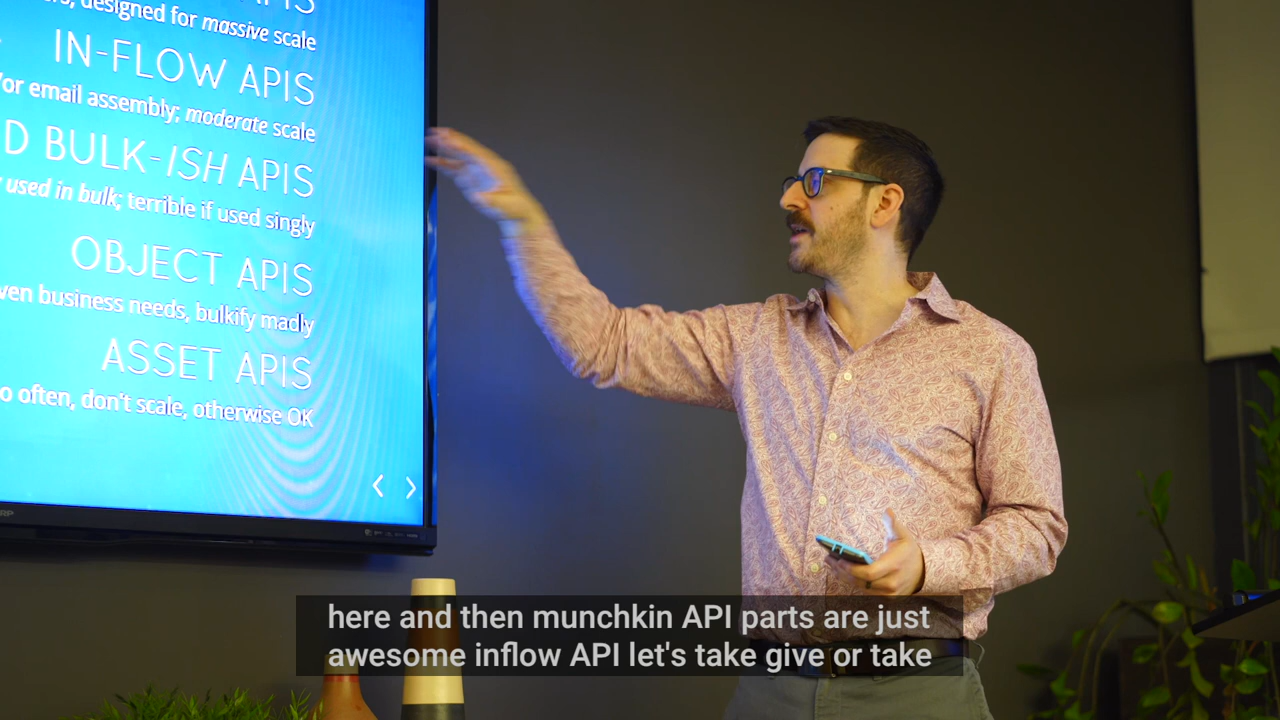 APIS
designed for massive scale
IN-FLOW APIS
or email assembly; moderate scale
BULK-ISH APIS
used in bulk; terrible if used singly
OBJECT APIS
business needs, bulkify madly
ASSET APIS
often, don't scale, otherwise OK
here and then munchkin API parts are just
awesome inflow API let's take give or take